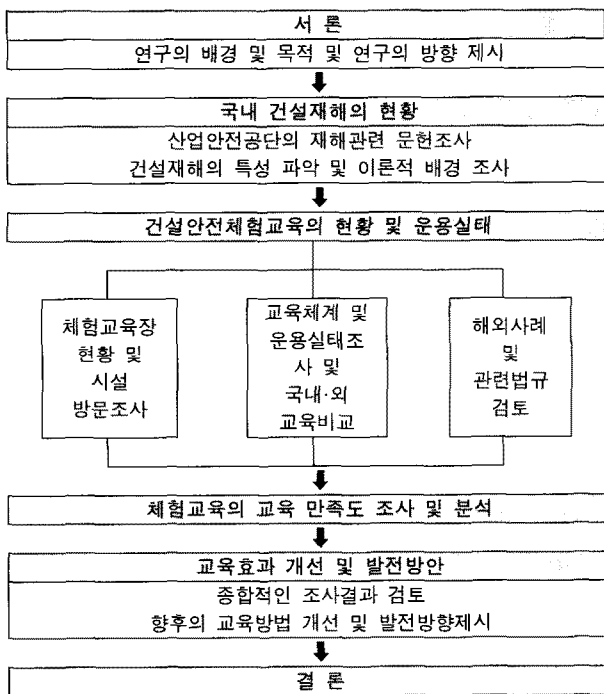 서 론
연구의 배경 및 목적 및 연구의 방향 제시
국내 건설재해의 현황
산업안전공단의 재해관련 문헌조사
건설재해의 특성 파악 및 이론적 배경 조사
건설안전체험교육의 현황 및 운용실태
체험교육장
현황 및
시설
방문조사
교육체계 및
운용실태조
사 및
국내·외
교육비교
해외사례
및
관련법규
검토
체험교육의 교육 만족도 조사 및 분석
교육효과 개선 및 발전방안
종합적인 조사결과 검토
향후의 교육방법 개선 및 발전방향제시
결 론